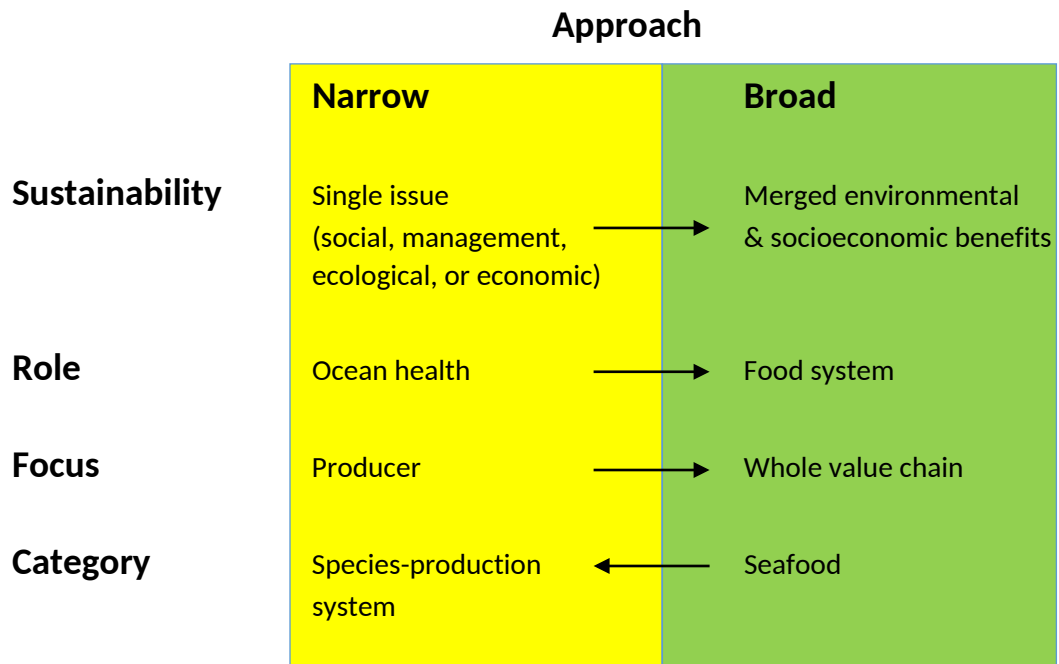 Approach
Narrow
Broad
Sustainability
Single issue
(social, management,
ecological, or economic)
Merged environmental
& socioeconomic benefits
Role
Ocean health
Food system
Focus
Producer
Whole value chain
Category
Species-production
system
Seafood